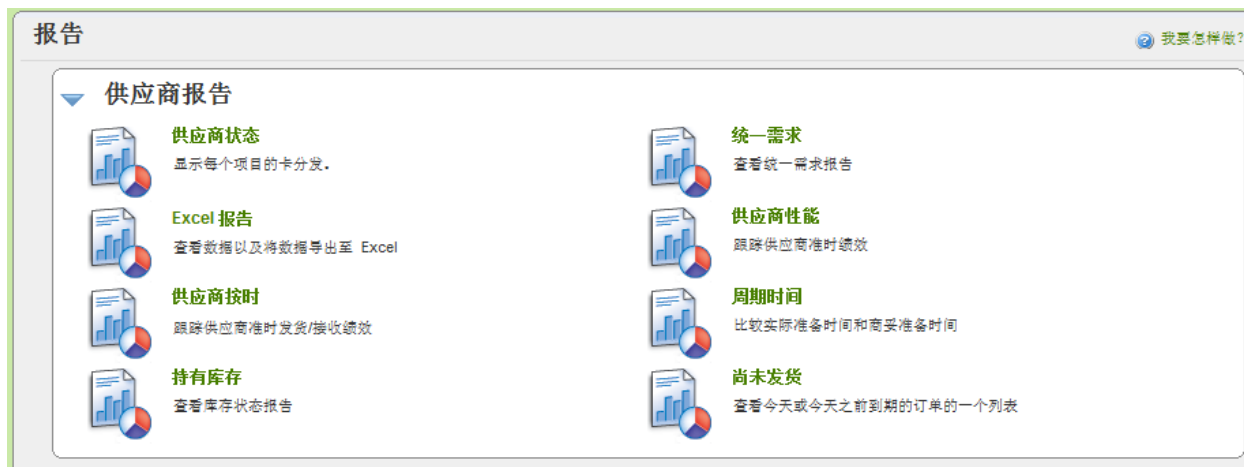 报告
我要怎样做?
供应商报告
供应商状态
显示每个项目的卡分发。
统一需求
查看统一需求报告
Excel 报告
查看数据以及将数据导出至 Excel
供应商性能
跟踪供应商准时绩效
供应商按时
跟踪供应商准时发货/接收绩效
周期时间
比较实际准备时间和商妥准备时间
持有库存
查看库存状态报告
尚未发货
查看今天或今天之前到期的订单的一个列表